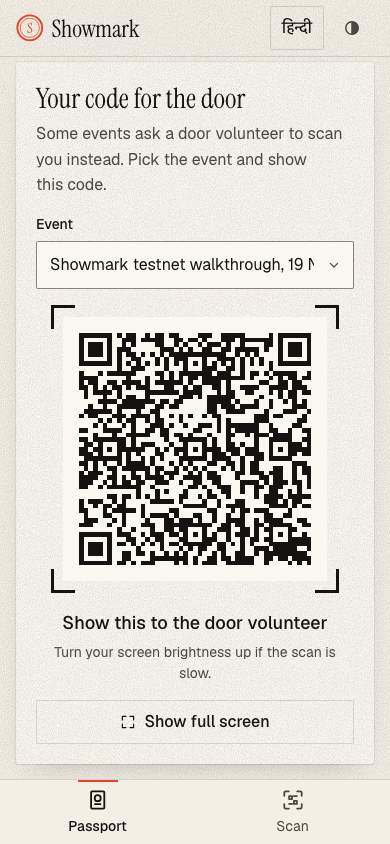 Showmark
हिन्दी
Your code for the door
Some events ask a door volunteer to scan
you instead. Pick the event and show
this code.
Event
Showmark testnet walkthrough, 19
Show this to the door volunteer
Turn your screen brightness up if the scan is
slow.
Show full screen
Passport
Scan